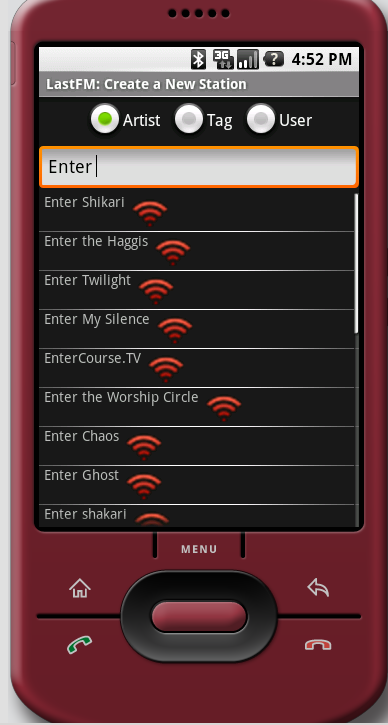 3G
?
4:52 PM
LastFM: Create a New Station
Artist Tag User
Enter
Enter Shikari
Enter the Haggis
Enter Twilight
Enter My Silence
EnterCourse.TV
Enter the Worship Circle
Enter Chaos
Enter Ghost
Enter shakari
MENU